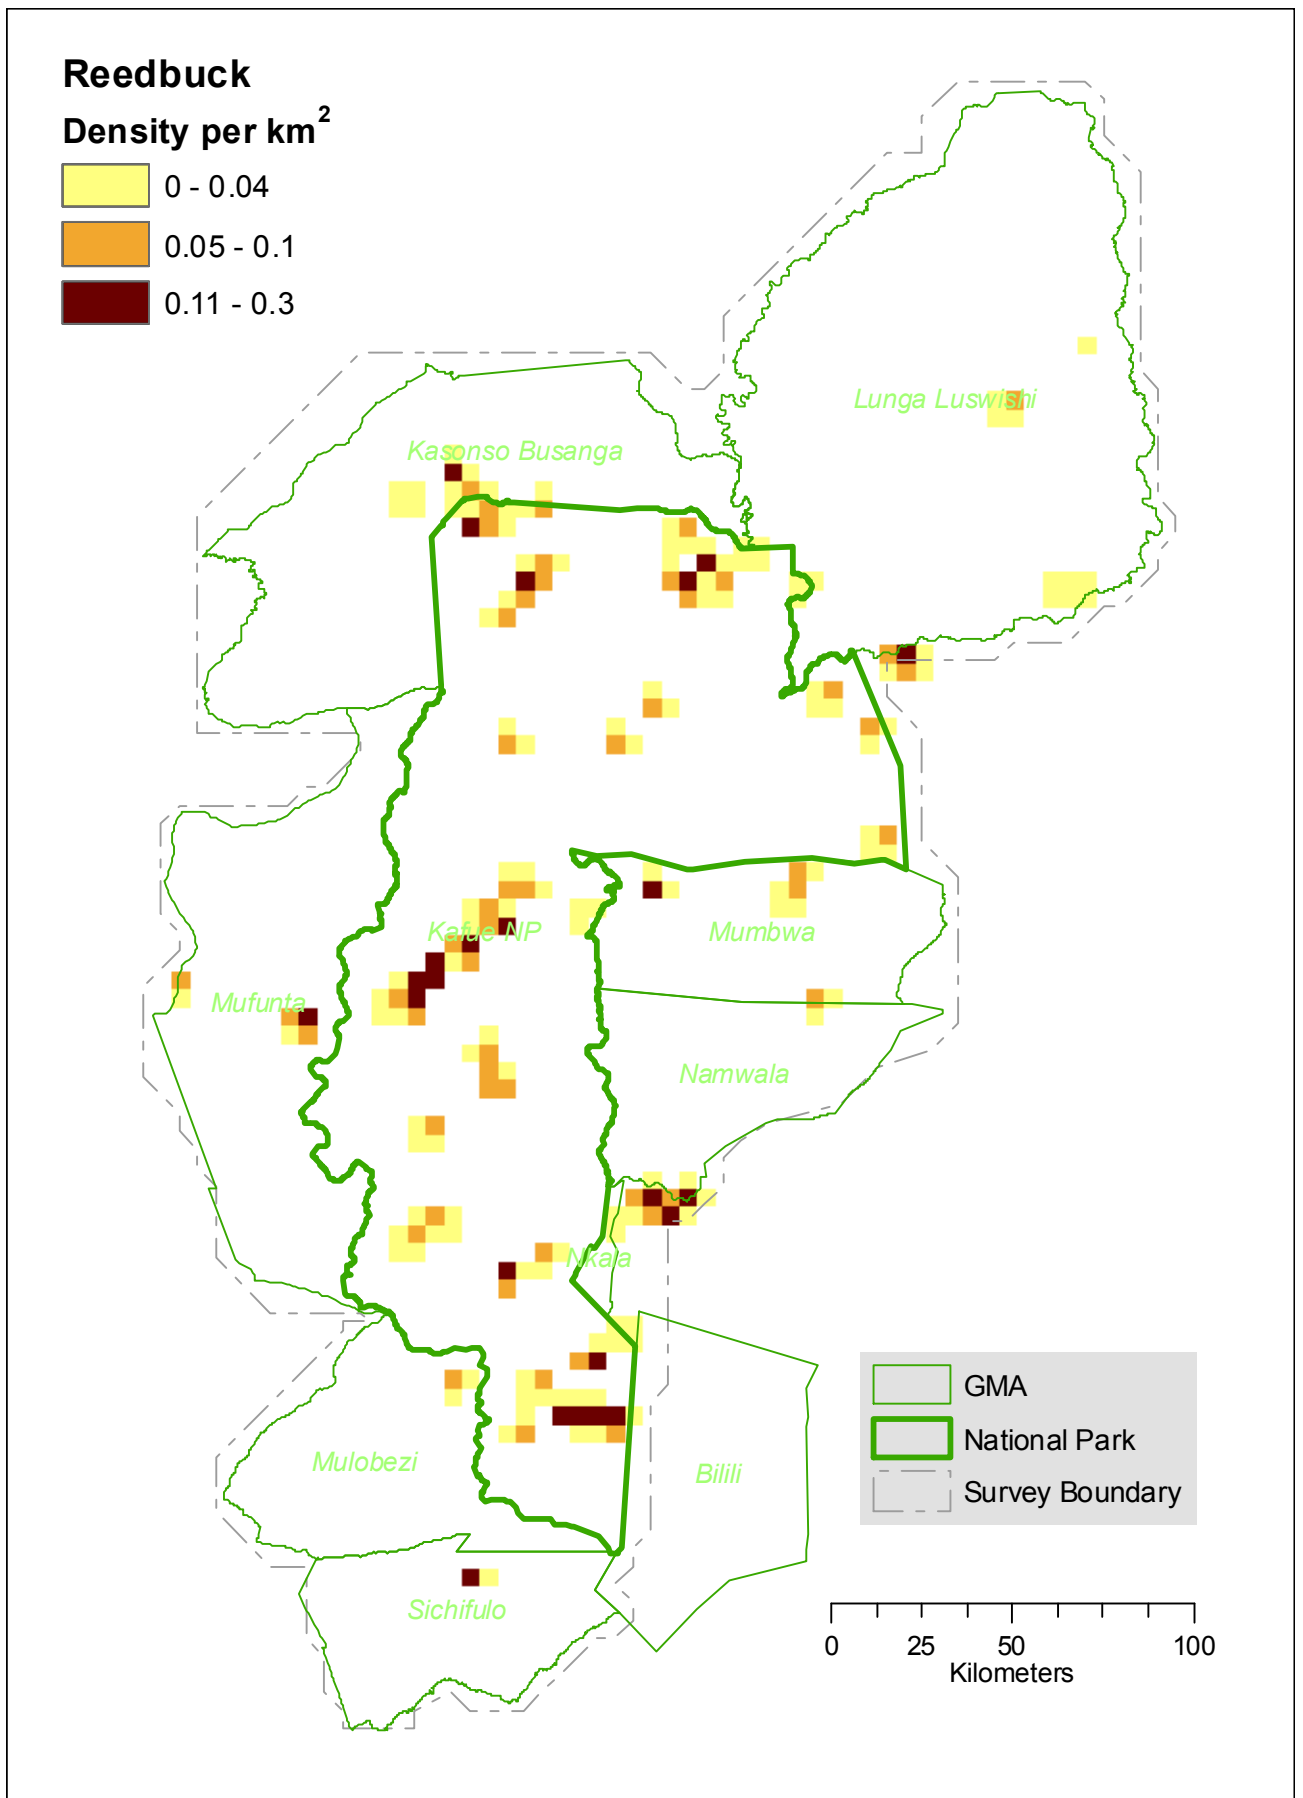 Reedbuck
Density per km2
0 - 0.04
0.05 - 0.1
0.11 - 0.3
Lunga Luswishi
Kasonso Busanga
Kafue NP
Mumbwa
Mufunta
Namwala
Nkala
GMA
National Park
Survey Boundary
Mulobezi
Bilili
Sichifulo
0 25 50 100
Kilometers